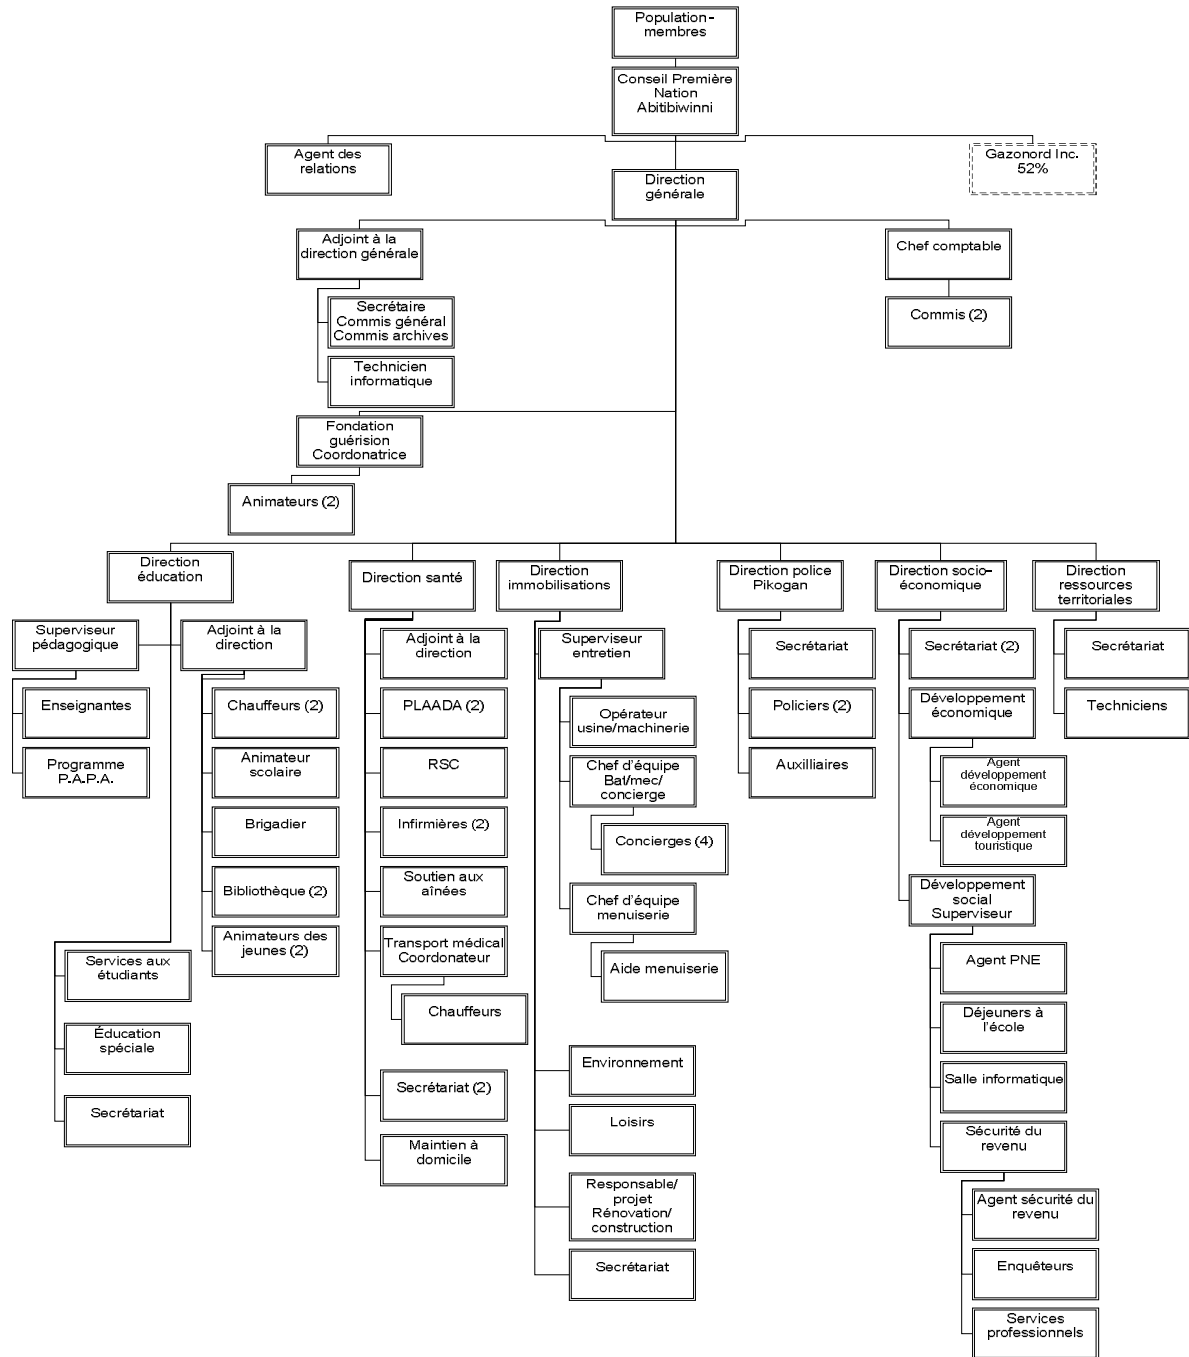 Population-
membres
Conseil Première
Nation
Abitibiwinni
Agent des
relations
Gazonord Inc.
52%
Direction
générale
Adjoint à la
direction générale
Chef comptable
Secrétaire
Commis général
Commis archives
Commis (2)
Technicien
informatique
Fondation
guérision
Coordonatrice
Animateurs (2)
Direction
éducation
Superviseur
pédagogique
Enseignantes
Programme
P.A.P.A.
Adjoint à la
direction
Chauffeurs (2)
Animateur
scolaire
Brigadier
Bibliothèque (2)
Animateurs des
jeunes (2)
Services aux
étudiants
Éducation
spéciale
Secrétariat
Direction santé
Adjoint à la
direction
PLAADA (2)
RSC
Infirmières (2)
Soutien aux
aînées
Transport médical
Coordonateur
Chauffeurs
Secrétariat (2)
Maintien à
domicile
Direction
immobilisations
Superviseur
entretien
Opérateur
usine/machinerie
Chef d'équipe
Bat/mec/
concierge
Concierges (4)
Chef d'équipe
menuiserie
Aide menuiserie
Environnement
Loisirs
Responsable/
projet
Rénovation/
construction
Secrétariat
Direction police
Pikogan
Secrétariat
Policiers (2)
Auxilliaires
Direction socio-
économique
Secrétariat (2)
Développement
économique
Agent
développement
économique
Agent
développement
touristique
Développement
social
Superviseur
Agent PNE
Déjeuners à
l'école
Salle informatique
Sécurité du
revenu
Agent sécurité du
revenu
Enquêteurs
Services
professionnels
Direction
ressources
territoriales
Secrétariat
Techniciens